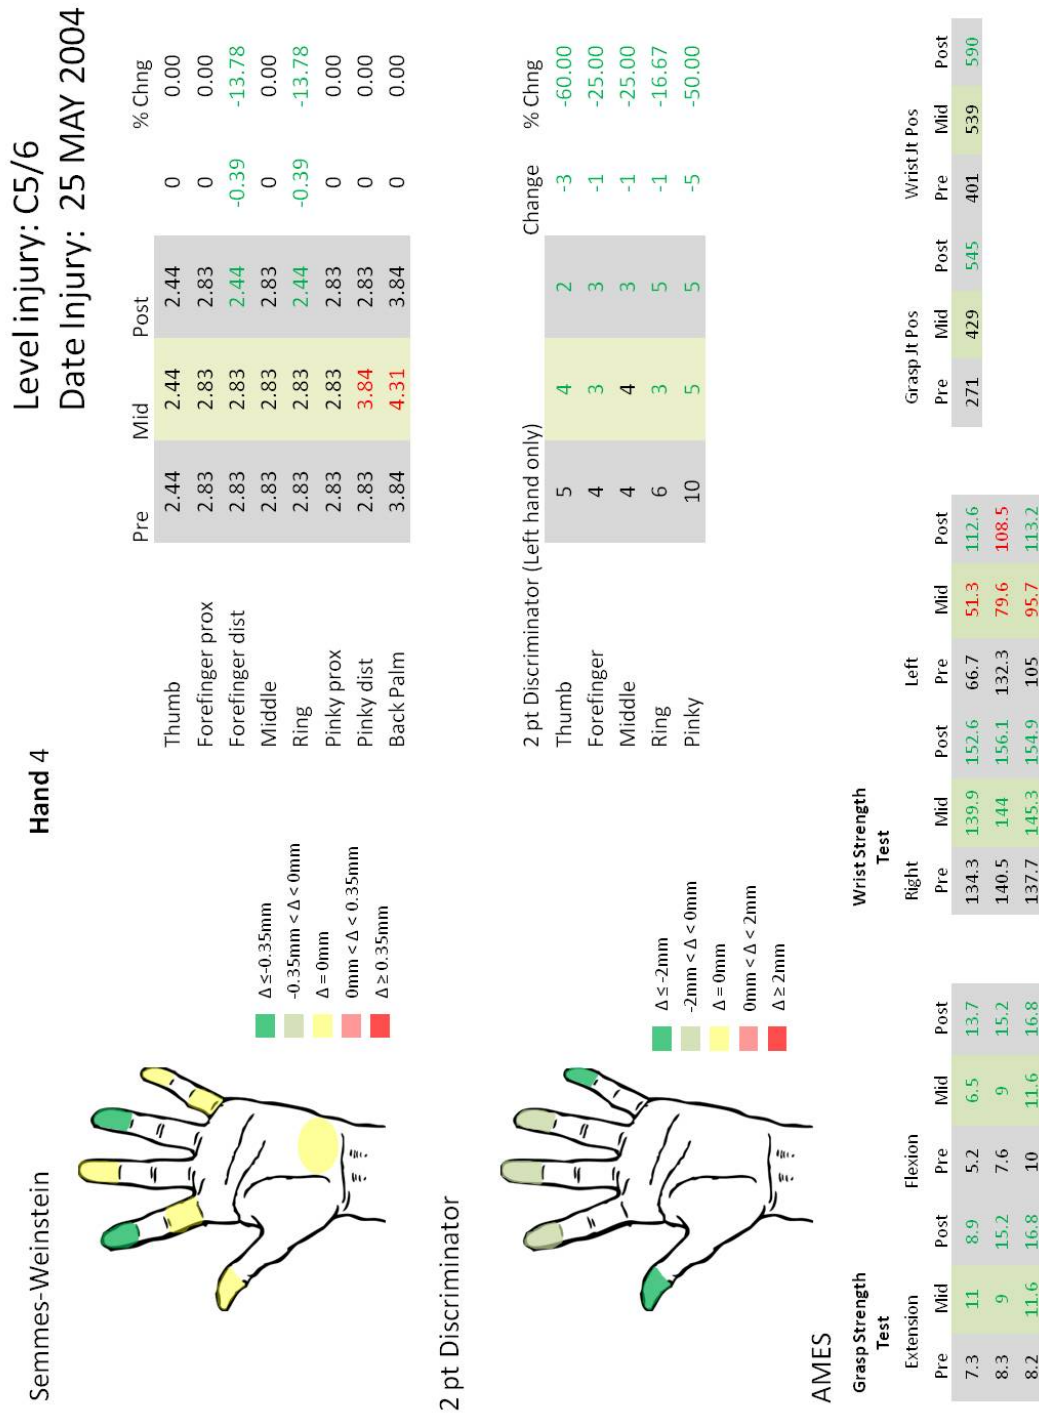 Level injury: C5/6
Date Injury: 25 MAY 2004
Semmes-Weinstein
Hand 4
Pre Mid Post % Chng
Thumb 2.44 2.44 2.44 0 0.00
Forefinger prox 2.83 2.83 2.83 0 0.00
Forefinger dist 2.83 2.83 2.44 -0.39 -13.78
Middle 2.83 2.83 2.83 0 0.00
Ring 2.83 2.83 2.44 -0.39 -13.78
Pinky prox 2.83 2.83 2.83 0 0.00
Pinky dist 2.83 3.84 2.83 0 0.00
Back Palm 3.84 4.31 3.84 0 0.00
Δ ≤-0.35mm
-0.35mm < Δ < 0mm
Δ = 0mm
0mm < Δ < 0.35mm
Δ ≥ 0.35mm
2 pt Discriminator
2 pt Discriminator (Left hand only) Change % Chng
Thumb 5 4 2 -3 -60.00
Forefinger 4 3 3 -1 -25.00
Middle 4 4 3 -1 -25.00
Ring 6 3 5 -1 -16.67
Pinky 10 5 5 -5 -50.00
Δ ≤ -2mm
-2mm < Δ < 0mm
Δ = 0mm
0mm < Δ < 2mm
Δ ≥ 2mm
AMES
Grasp Strength Test
Extension Flexion
Pre Mid Post Pre Mid Post
7.3 11 8.9 5.2 6.5 13.7
8.3 9 15.2 7.6 9 15.2
8.2 11.6 16.8 10 11.6 16.8
Wrist Strength Test
Right Left
Pre Mid Post Pre Mid Post
134.3 139.9 152.6 66.7 51.3 112.6
140.5 144 156.1 132.3 79.6 108.5
137.7 145.3 154.9 105 95.7 113.2
Grasp Jt Pos Wrist Jt Pos
Pre Mid Post Pre Mid Post
271 429 545 401 539 590